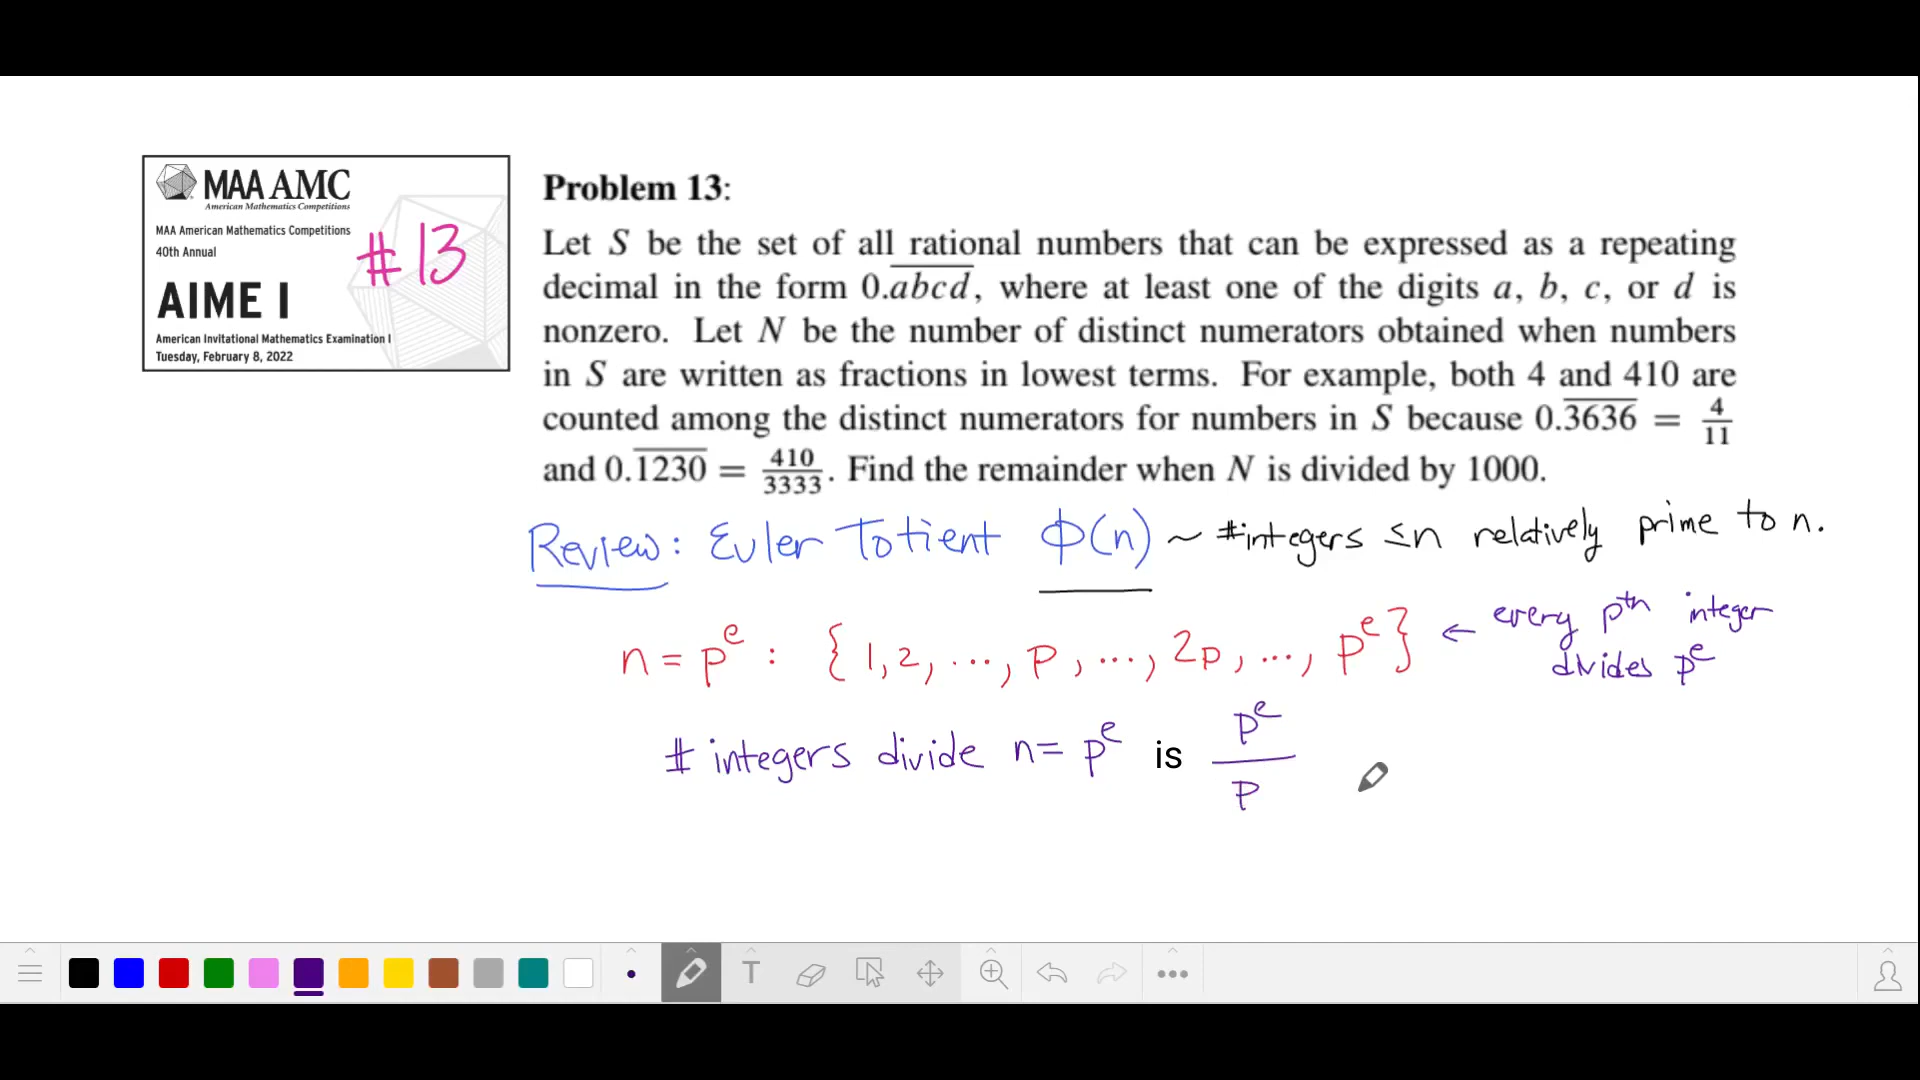 MAA AMC
American Mathematics Competitions
MAA American Mathematics Competitions
40th Annual
#13
AIME I
American Invitational Mathematics Examination I
Tuesday, February 8, 2022
Problem 13:
Let S be the set of all rational numbers that can be expressed as a repeating
decimal in the form 0.\overline{abcd}, where at least one of the digits a, b, c, or d is
nonzero. Let N be the number of distinct numerators obtained when numbers
in S are written as fractions in lowest terms. For example, both 4 and 410 are
counted among the distinct numerators for numbers in S because 0.\overline{3636} = \frac{4}{11}
and 0.\overline{1230} = \frac{410}{3333}. Find the remainder when N is divided by 1000.
Review: Euler Totient ϕ(n) ~ #integers ≤n relatively prime to n.
n = p^e : {1, 2, ..., p, ..., 2p, ..., p^e} ← every p^th integer
divides p^e
# integers divide n= p^e is \frac{p^e}{p}
T